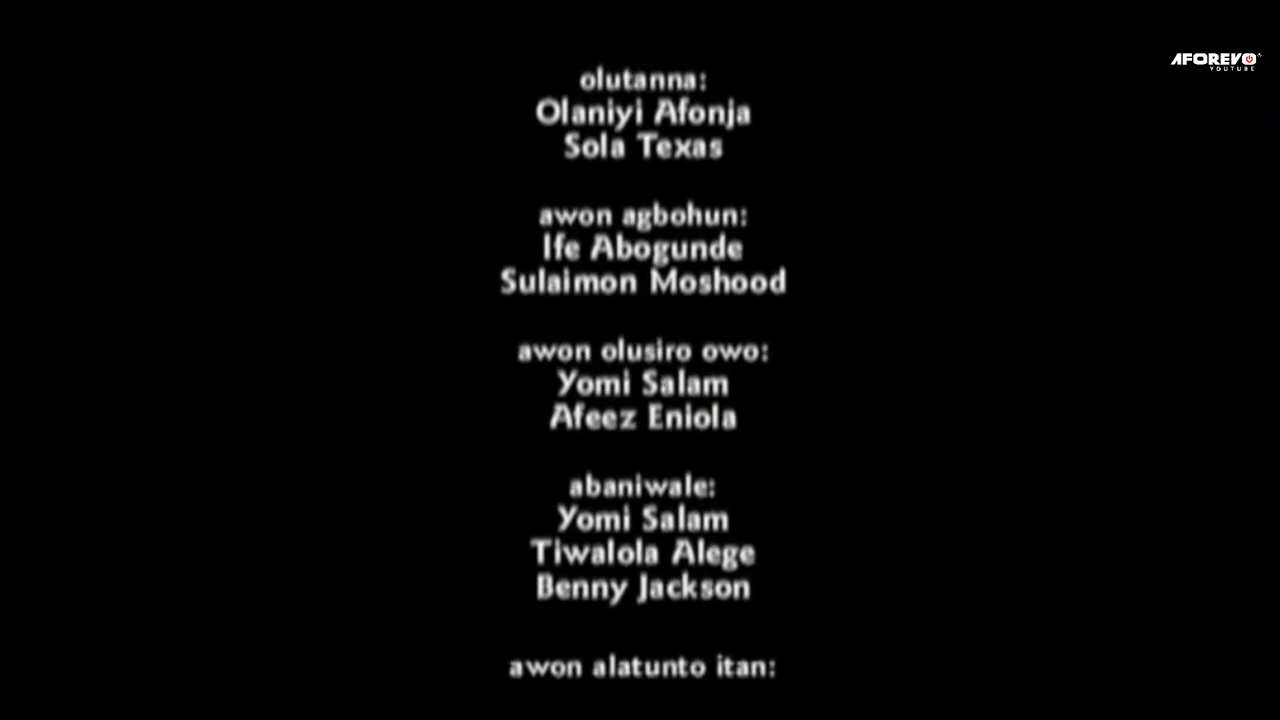 AFOREVO
YOUTUBE
olutanna:
Olaniyi Afonja
Sola Texas
awon agbohun:
Ife Abogunde
Sulaimon Moshood
awon olusiro owo:
Yomi Salam
Afeez Eniola
abaniwale:
Yomi Salam
Tiwalola Alege
Benny Jackson
awon alatunto itan: